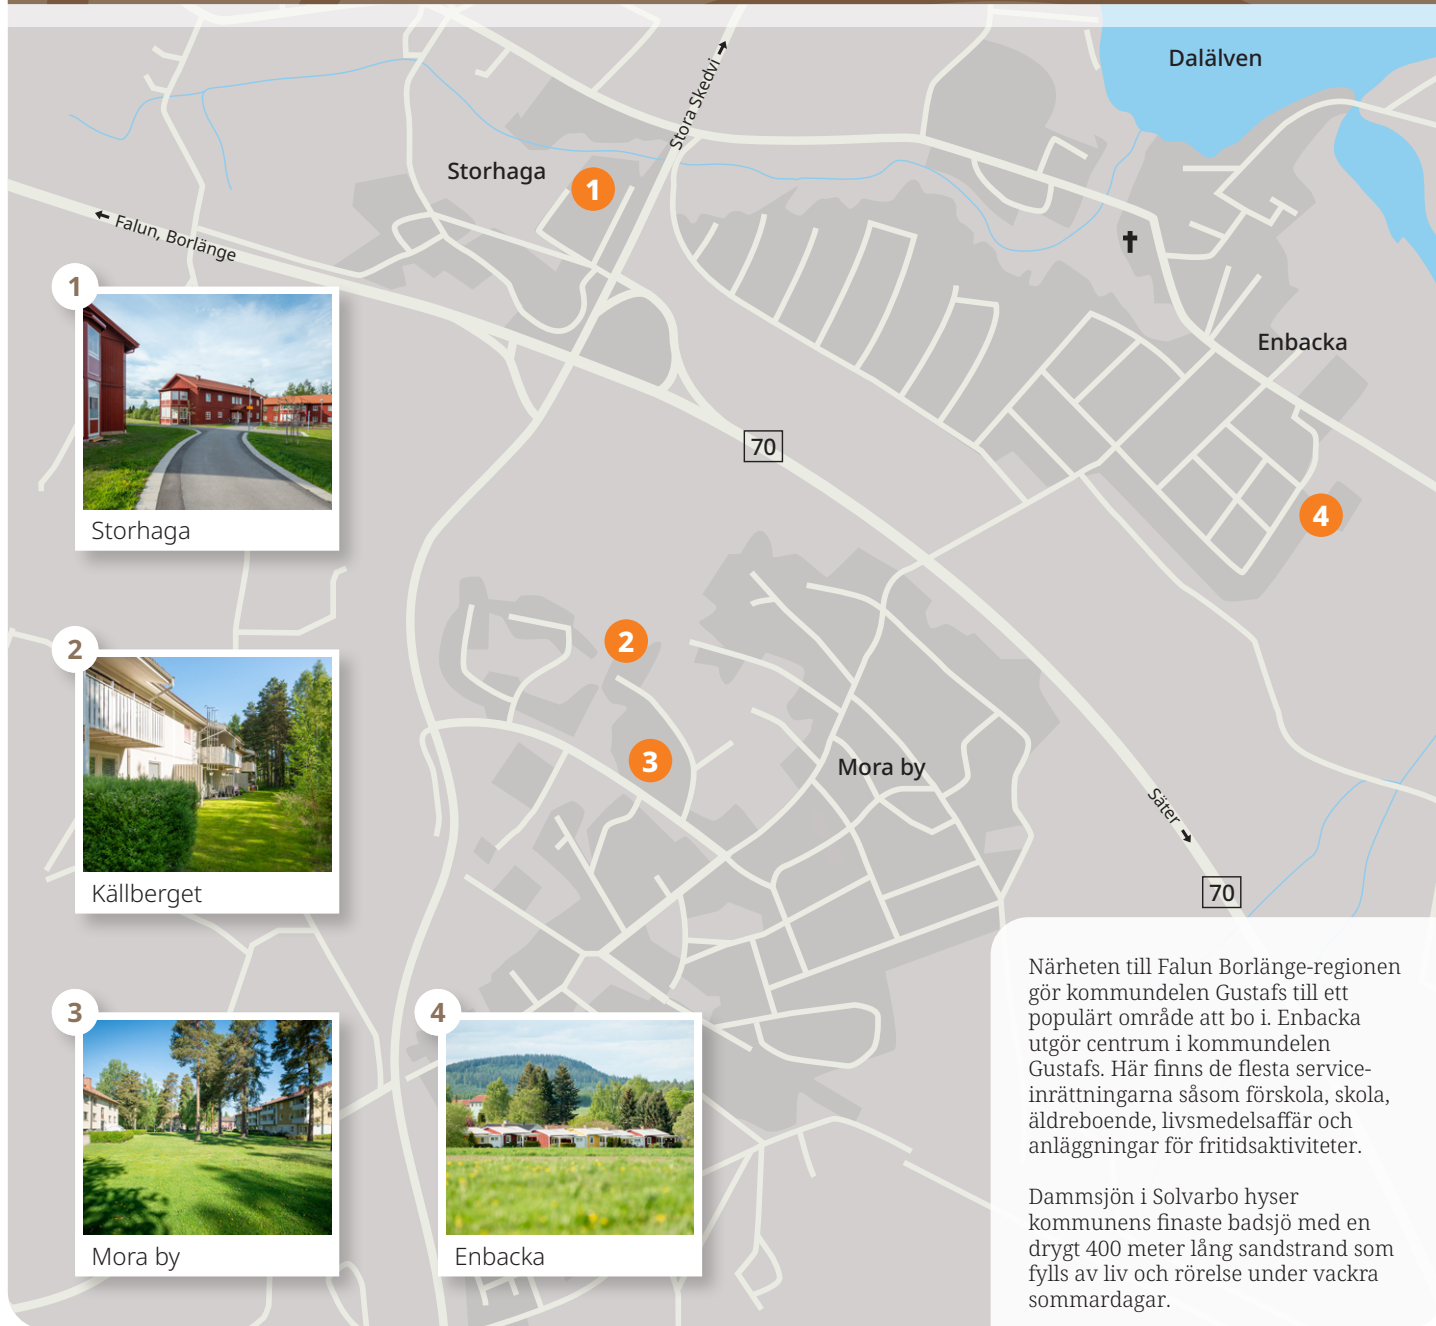 Dalälven
Stora Skedvi
Storhaga
1
Falun, Borlänge
1
Storhaga
Enbacka
70
4
2
2
Källberget
3
Mora by
Säter
70
3
Mora by
4
Enbacka
Närheten till Falun Borlänge-regionen
gör kommundelen Gustafs till ett
populärt område att bo i. Enbacka
utgör centrum i kommundelen
Gustafs. Här finns de flesta service-
inrättningarna såsom förskola, skola,
äldreboende, livsmedelsaffär och
anläggningar för fritidsaktiviteter.
Dammsjön i Solvarbo hyser
kommunens finaste badsjö med en
drygt 400 meter lång sandstrand som
fylls av liv och rörelse under vackra
sommardagar.